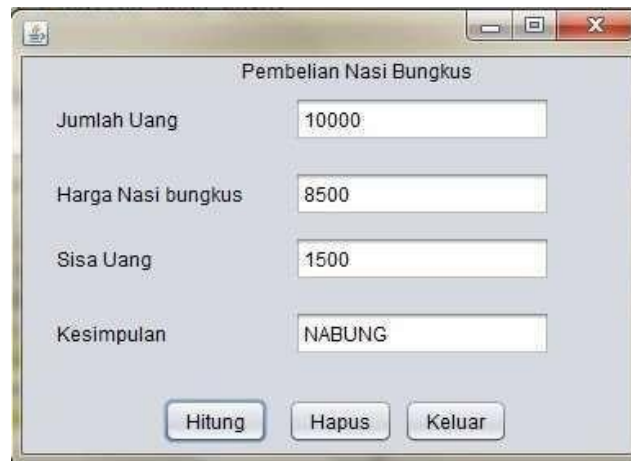 Pembelian Nasi Bungkus
Jumlah Uang 10000
Harga Nasi bungkus 8500
Sisa Uang 1500
Kesimpulan NABUNG
Hitung Hapus Keluar